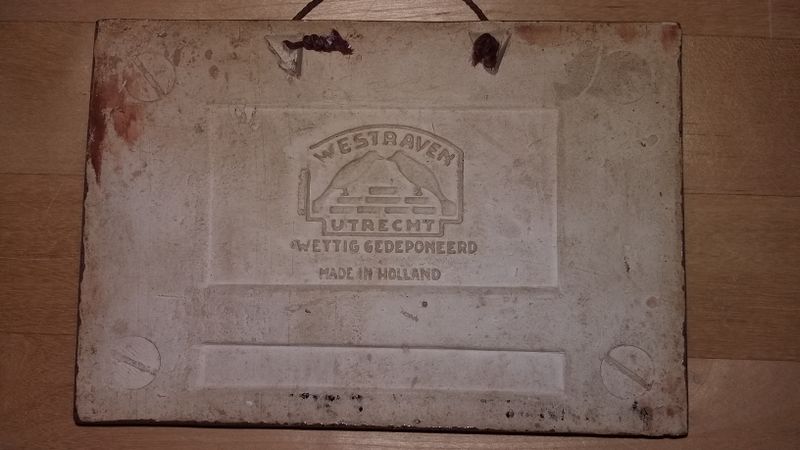 WESTRAVEN
UTRECHT
WETTIG GEDEPONEERD
MADE IN HOLLAND